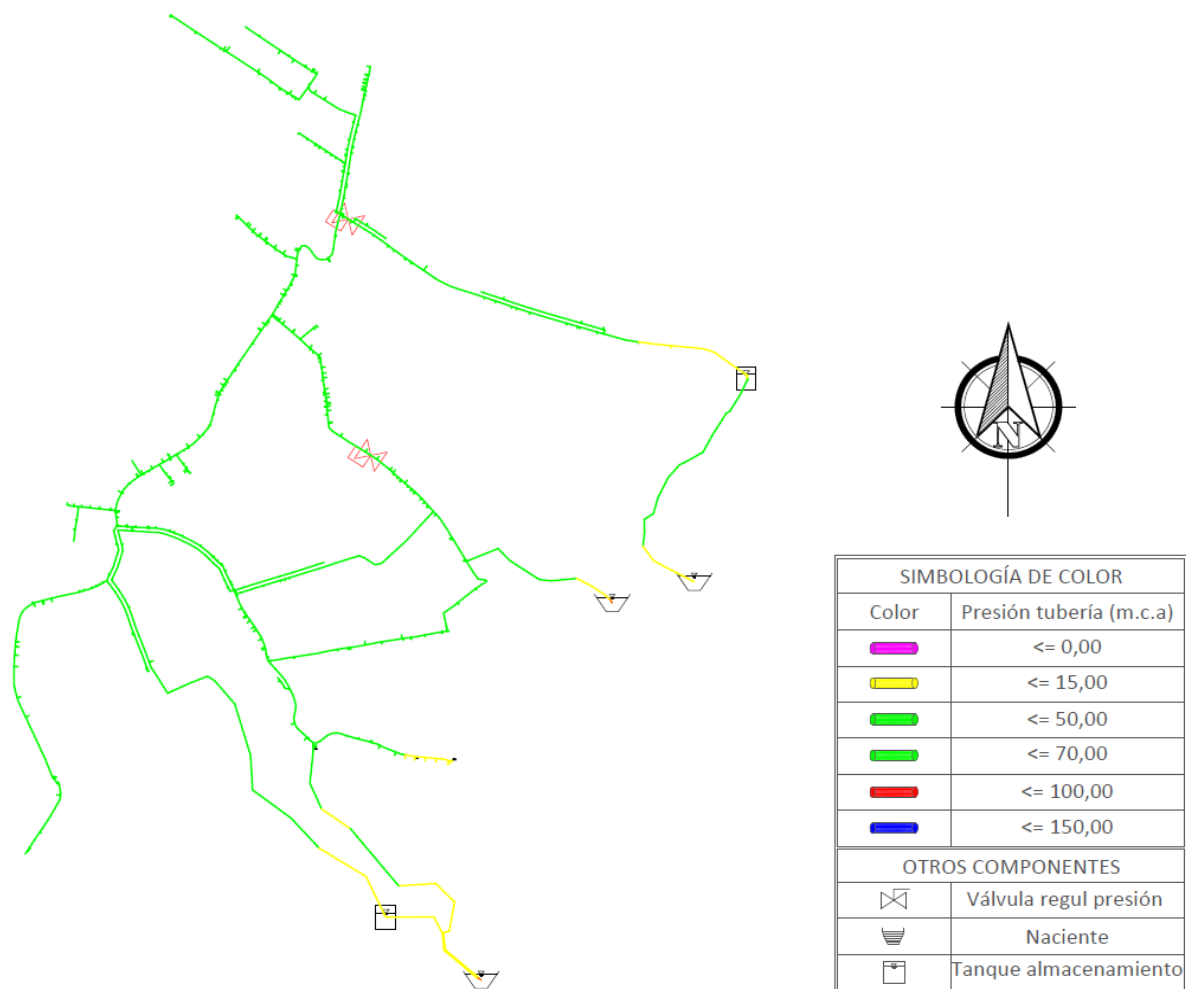 N
SIMBOLOGÍA DE COLOR
Color Presión tubería (m.c.a)
<= 0,00
<= 15,00
<= 50,00
<= 70,00
<= 100,00
<= 150,00
OTROS COMPONENTES
Válvula regul presión
Naciente
Tanque almacenamiento